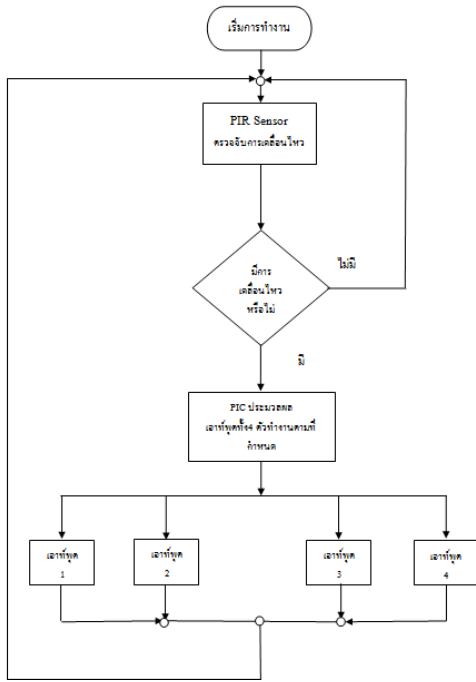 เริ่มการทำงาน
PIR Sensor
ตรวจจับการเคลื่อนไหว
ไม่มี
มีการ
เคลื่อนไหว
หรือไม่
มี
PIC ประมวลผล
เอาท์พุตทั้ง4 ตัวทำงานตามที่
กำหนด
เอาท์พุต
1
เอาท์พุต
2
เอาท์พุต
3
เอาท์พุต
4